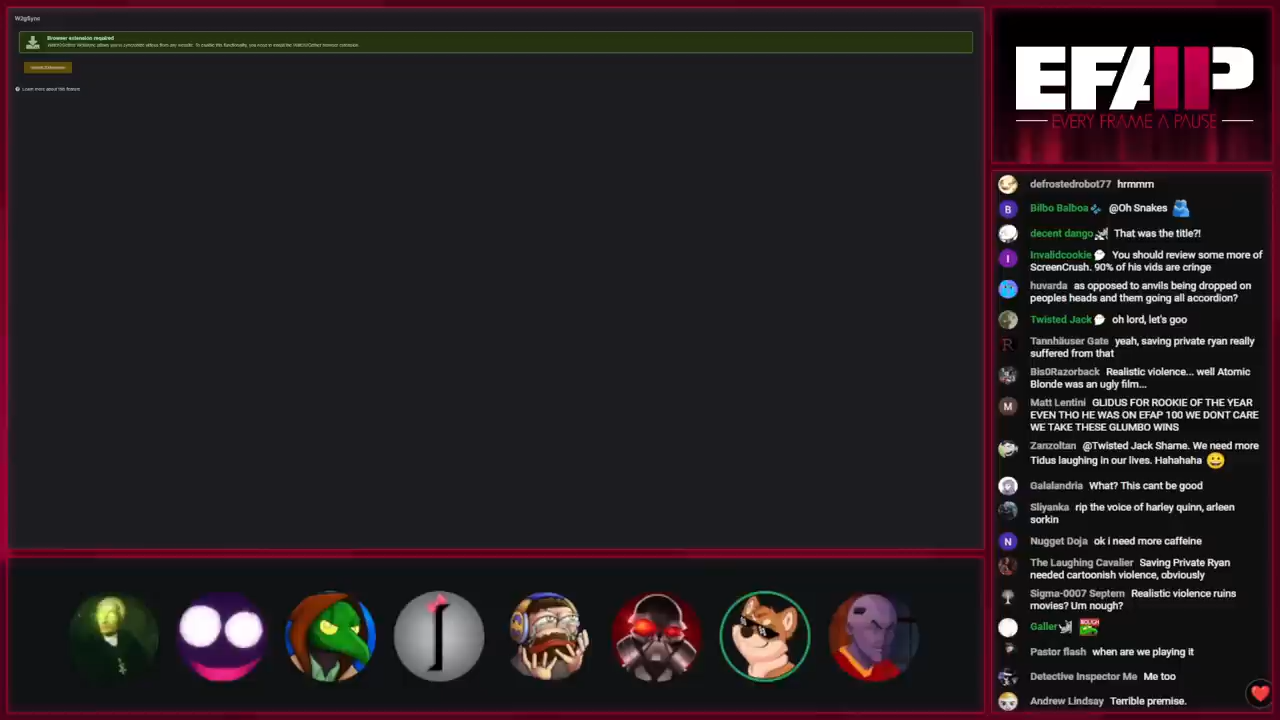 W2gSync
Browser extension required
Learn more about this feature
EFAP
EVERY FRAME A PAUSE
defrostedrobot77 hrmmm
Bilbo Balboa @Oh Snakes
decent dango That was the title?!
Invalidcookie You should review some more of
ScreenCrush. 90% of his vids are cringe
huvarda as opposed to anvils being dropped on
peoples heads and them going all accordion?
Twisted Jack oh lord, let's goo
Tannhäuser Gate yeah, saving private ryan really
suffered from that
Bis0Razorback Realistic violence... well Atomic
Blonde was an ugly film...
Matt Lentini GLIDUS FOR ROOKIE OF THE YEAR
EVEN THO HE WAS ON EFAP 100 WE DONT CARE
WE TAKE THESE GLUMBO WINS
Zanzoltan @Twisted Jack Shame. We need more
Tidus laughing in our lives. Hahahaha
Galalandria What? This cant be good
Sliyanka rip the voice of harley quinn, arleen
sorkin
Nugget Doja ok i need more caffeine
The Laughing Cavalier Saving Private Ryan
needed cartoonish violence, obviously
Sigma-0007 Septem Realistic violence ruins
movies? Um nough?
Galler
Pastor flash when are we playing it
Detective Inspector Me Me too
Andrew Lindsay Terrible premise.